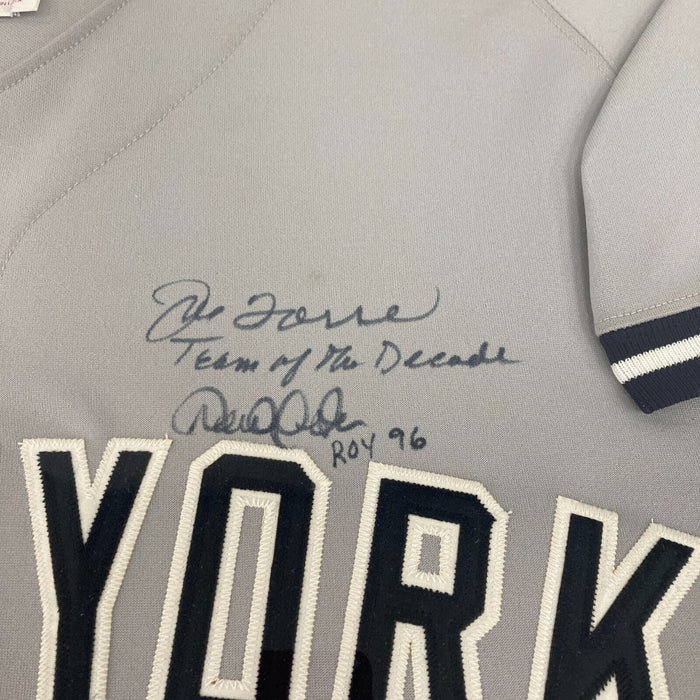 Joe Torre
Team of the Decade
Derek Jeter
ROY 96
YORK